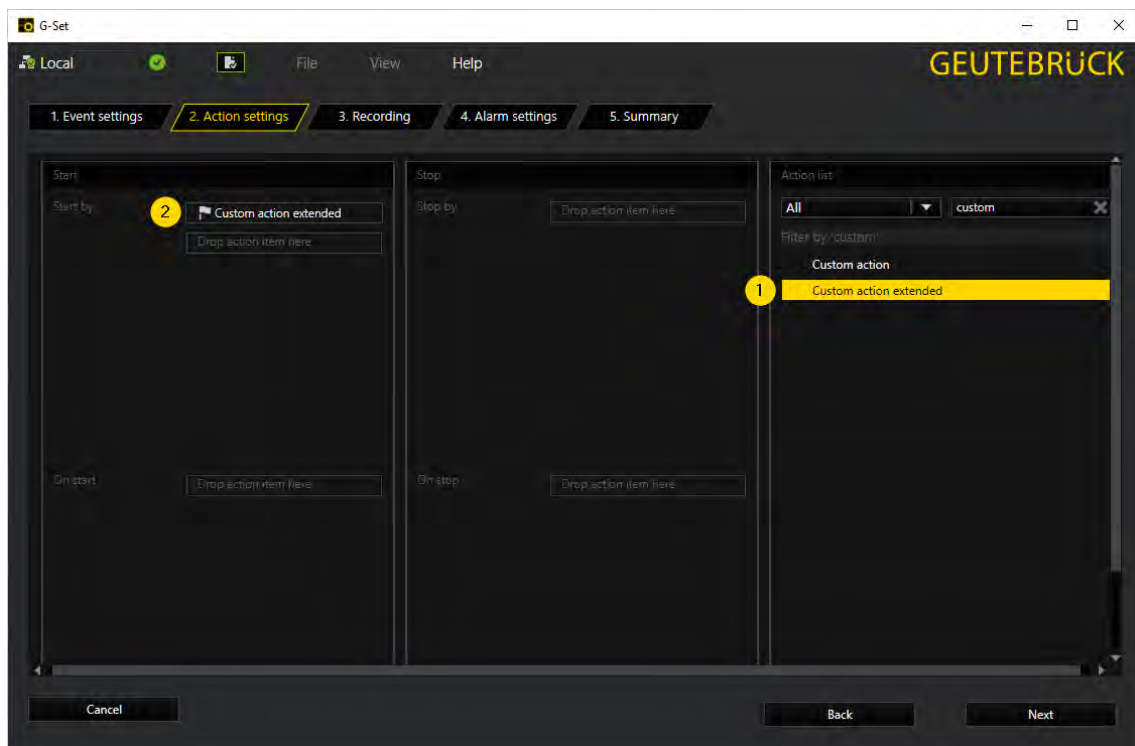 G-Set
Local File View Help
GEUTEBRÜCK
1. Event settings 2. Action settings 3. Recording 4. Alarm settings 5. Summary
Start
Start by
2
Custom action extended
Drop action item here
On start
Drop action item here
Stop
Stop by
Drop action item here
On stop
Drop action item here
Action list
All custom
Filter by 'custom'
Custom action
1
Custom action extended
Cancel Back Next